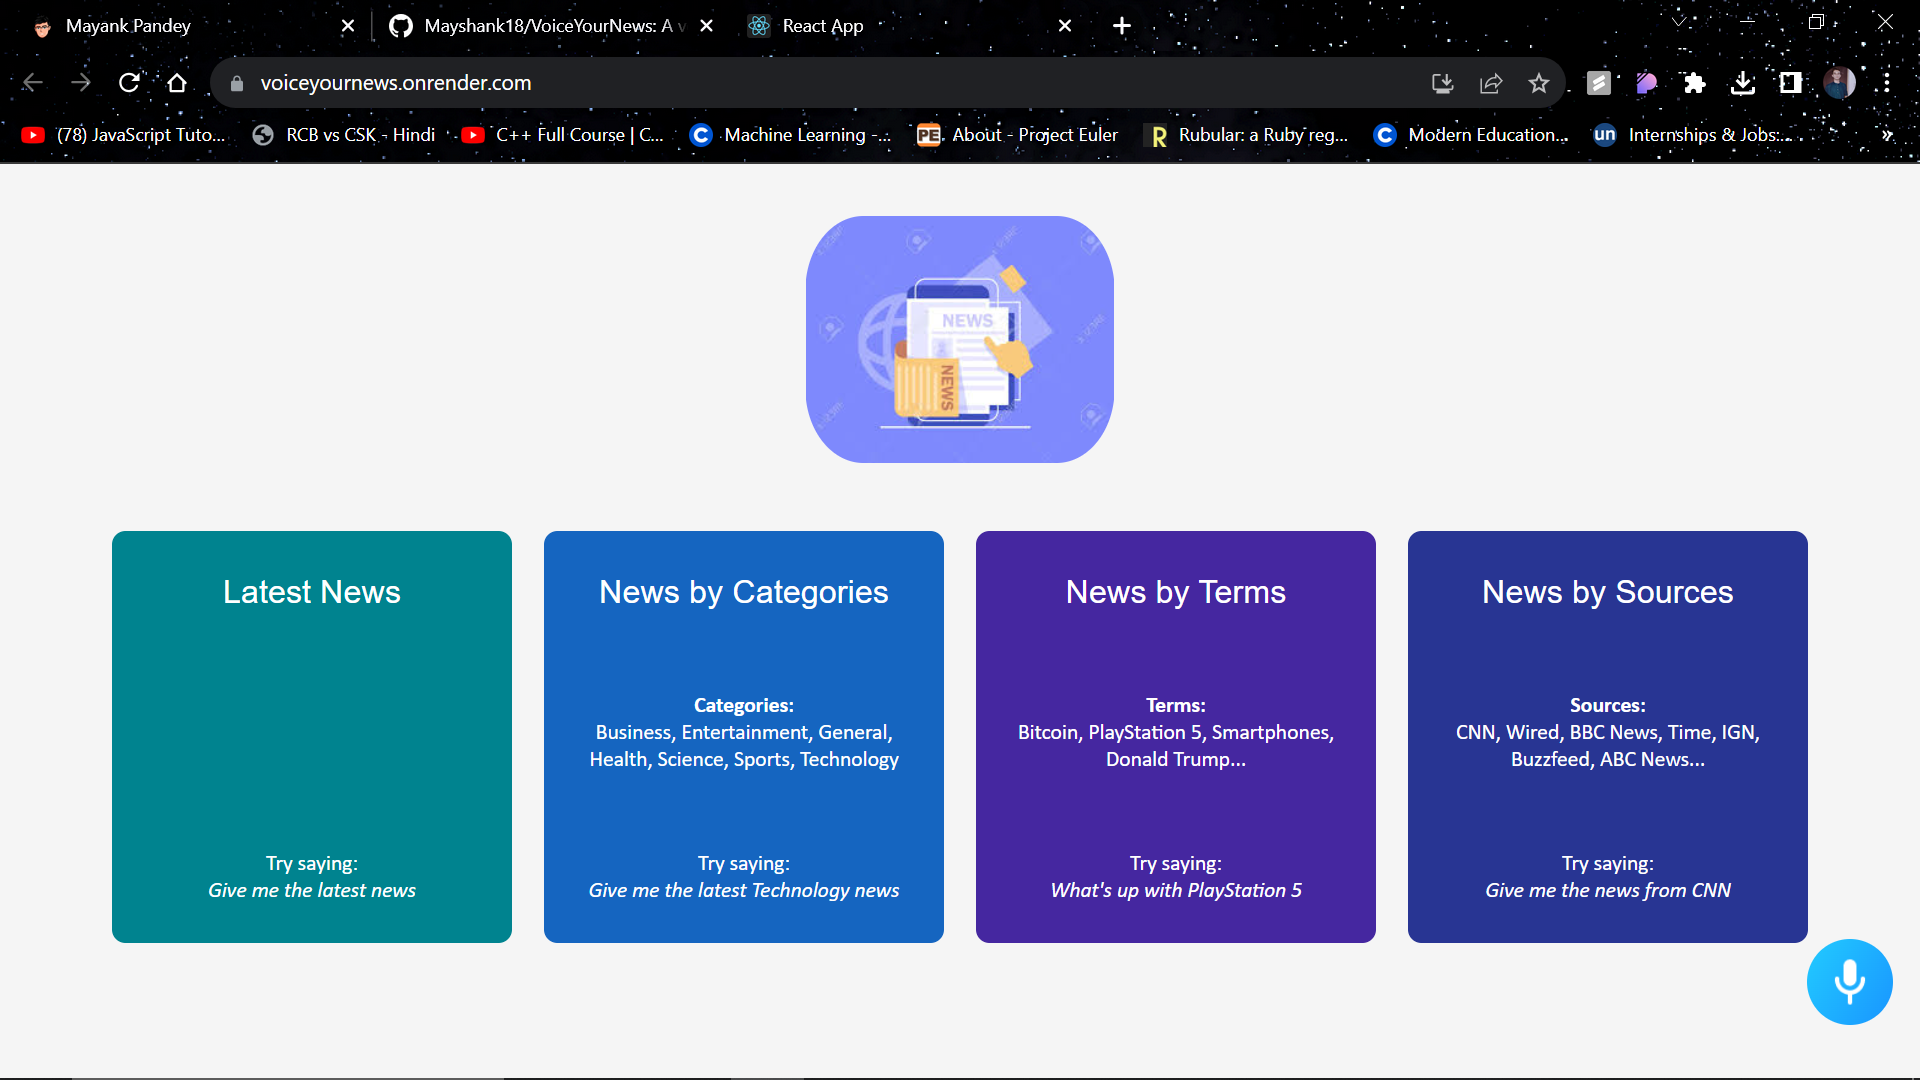 Mayank Pandey
Mayshank18/VoiceYourNews: A v
React App
voiceyournews.onrender.com
(78) JavaScript Tuto...
RCB vs CSK - Hindi
C++ Full Course | C...
Machine Learning -...
PE
About - Project Euler
R
Rubular: a Ruby reg...
Modern Education...
un
Internships & Jobs:...
NEWS
NEWS
Latest News
Try saying:
Give me the latest news
News by Categories
Categories:
Business, Entertainment, General,
Health, Science, Sports, Technology
Try saying:
Give me the latest Technology news
News by Terms
Terms:
Bitcoin, PlayStation 5, Smartphones,
Donald Trump...
Try saying:
What's up with PlayStation 5
News by Sources
Sources:
CNN, Wired, BBC News, Time, IGN,
Buzzfeed, ABC News...
Try saying:
Give me the news from CNN